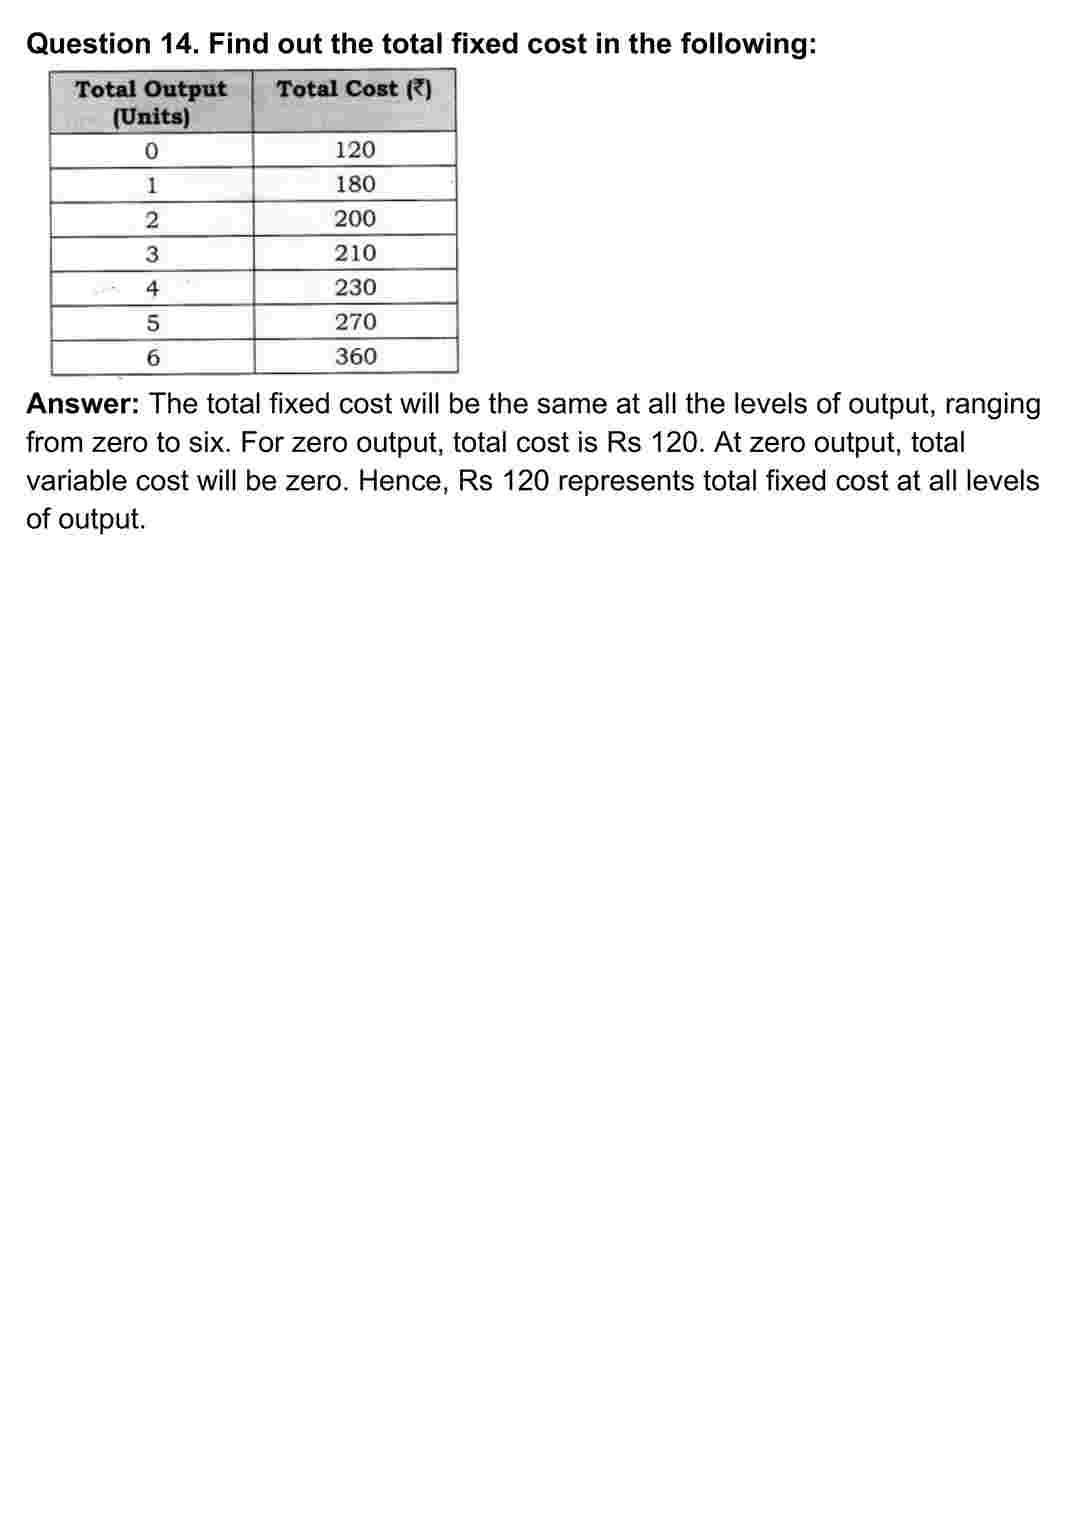 Question 14. Find out the total fixed cost in the following:
Total Output (Units) Total Cost (₹)
0 120
1 180
2 200
3 210
4 230
5 270
6 360
Answer: The total fixed cost will be the same at all the levels of output, ranging
from zero to six. For zero output, total cost is Rs 120. At zero output, total
variable cost will be zero. Hence, Rs 120 represents total fixed cost at all levels
of output.